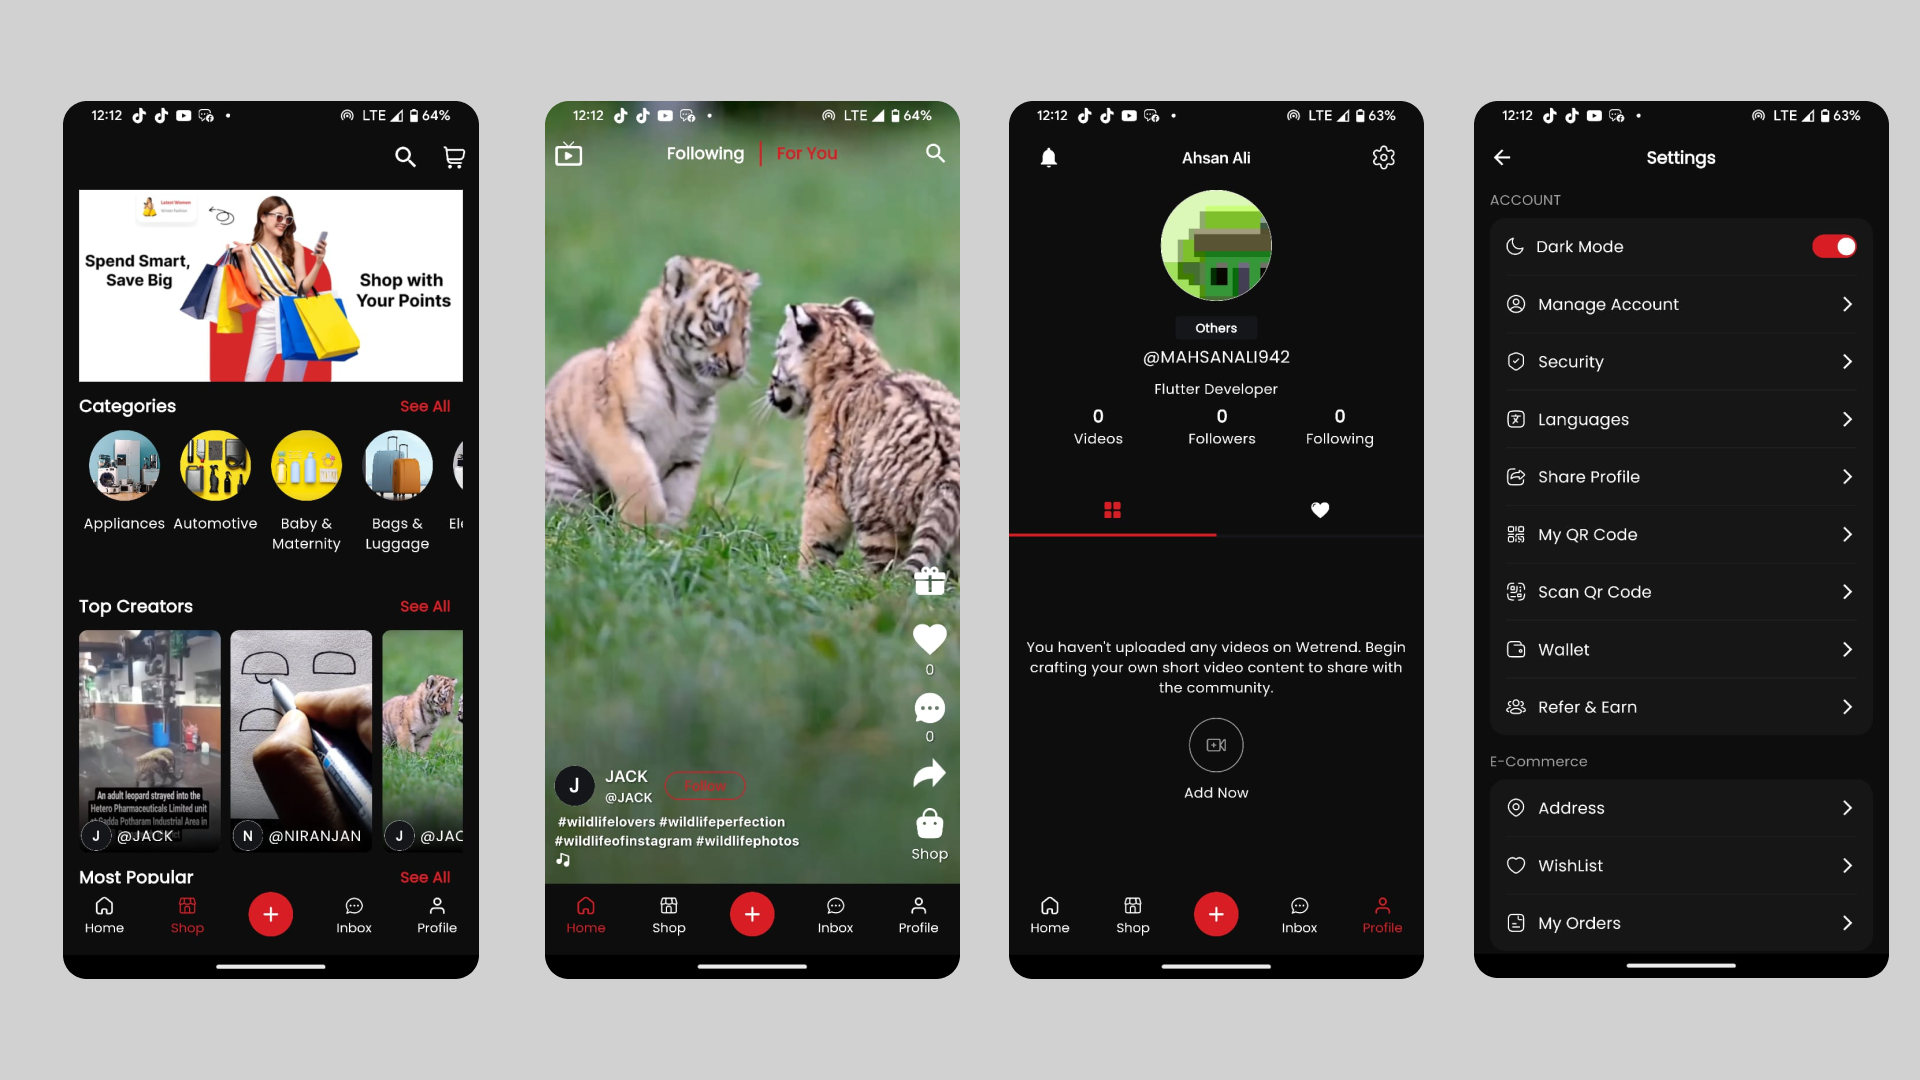 12:12
LTE 64%
Latest Women
Winter Fashion
Spend Smart,
Save Big
Shop with
Your Points
Categories See All
Appliances Automotive Baby & Bags & Ele
Maternity Luggage
Top Creators See All
An adult leopard strayed into the
Hetero Pharmaceuticals Limited unit
Potharam Industrial Area in
J @JACK N @NIRANJAN J @JAC
Most Popular See All
Home Shop Inbox Profile
12:12 LTE 64%
Following For You
0
0
J JACK Follow
@JACK
#wildlifelovers #wildlifeperfection
#wildlifeofinstagram #wildlifephotos
Shop
Home Shop Inbox Profile
12:12 LTE 63%
Ahsan Ali
Others
@MAHSANALI942
Flutter Developer
0 0 0
Videos Followers Following
You haven't uploaded any videos on Wetrend. Begin
crafting your own short video content to share with
the community.
Add Now
Home Shop Inbox Profile
12:12 LTE 63%
Settings
ACCOUNT
Dark Mode
Manage Account
Security
Languages
Share Profile
My QR Code
Scan Qr Code
Wallet
Refer & Earn
E-Commerce
Address
WishList
My Orders